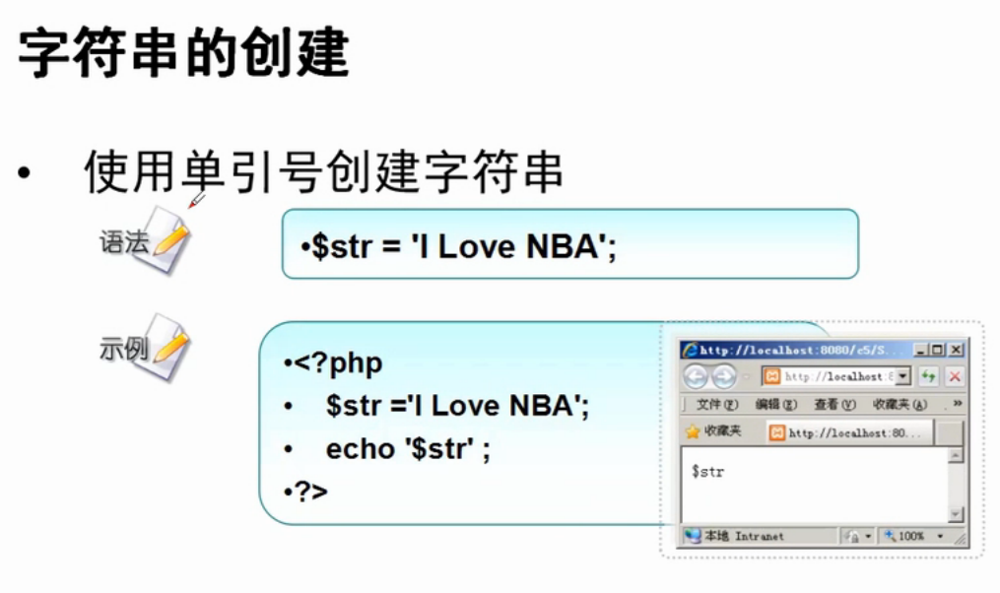 字符串的创建
• 使用单引号创建字符串
语法
•$str = 'I Love NBA';
示例
•<?php
• $str ='I Love NBA';
• echo '$str' ;
•?>
http://localhost:8080/c5/S...
http://localhost:8
文件(F) 编辑(E) 查看(V) 收藏夹(A) »
收藏夹 http://localhost:80...
$str
本地 Intranet 100%